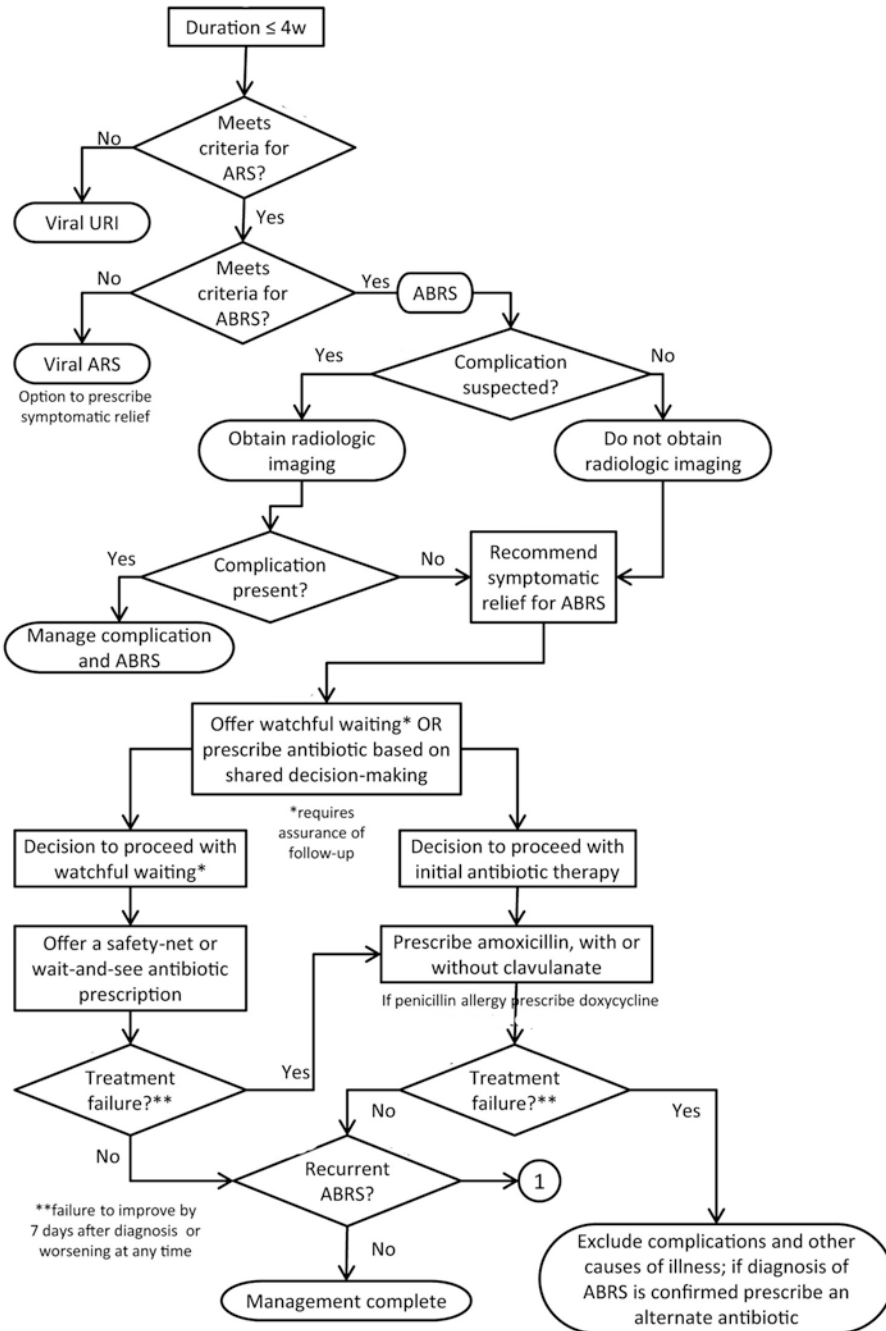 Duration ≤ 4w
Meets
criteria for
ARS?
No
Viral URI
Yes
Meets
criteria for
ABRS?
No
Yes
ABRS
Viral ARS
Option to prescribe
symptomatic relief
Complication
suspected?
Yes
No
Obtain radiologic
imaging
Do not obtain
radiologic imaging
Complication
present?
Yes
No
Recommend
symptomatic
relief for ABRS
Manage complication
and ABRS
Offer watchful waiting* OR
prescribe antibiotic based on
shared decision-making
*requires
assurance of
follow-up
Decision to proceed with
watchful waiting*
Decision to proceed with
initial antibiotic therapy
Offer a safety-net or
wait-and-see antibiotic
prescription
Prescribe amoxicillin, with or
without clavulanate
If penicillin allergy prescribe doxycycline
Treatment
failure?**
Yes
No
Treatment
failure?**
No
Yes
Recurrent
ABRS?
1
**failure to improve by
7 days after diagnosis or
worsening at any time
No
Management complete
Exclude complications and other
causes of illness; if diagnosis of
ABRS is confirmed prescribe an
alternate antibiotic